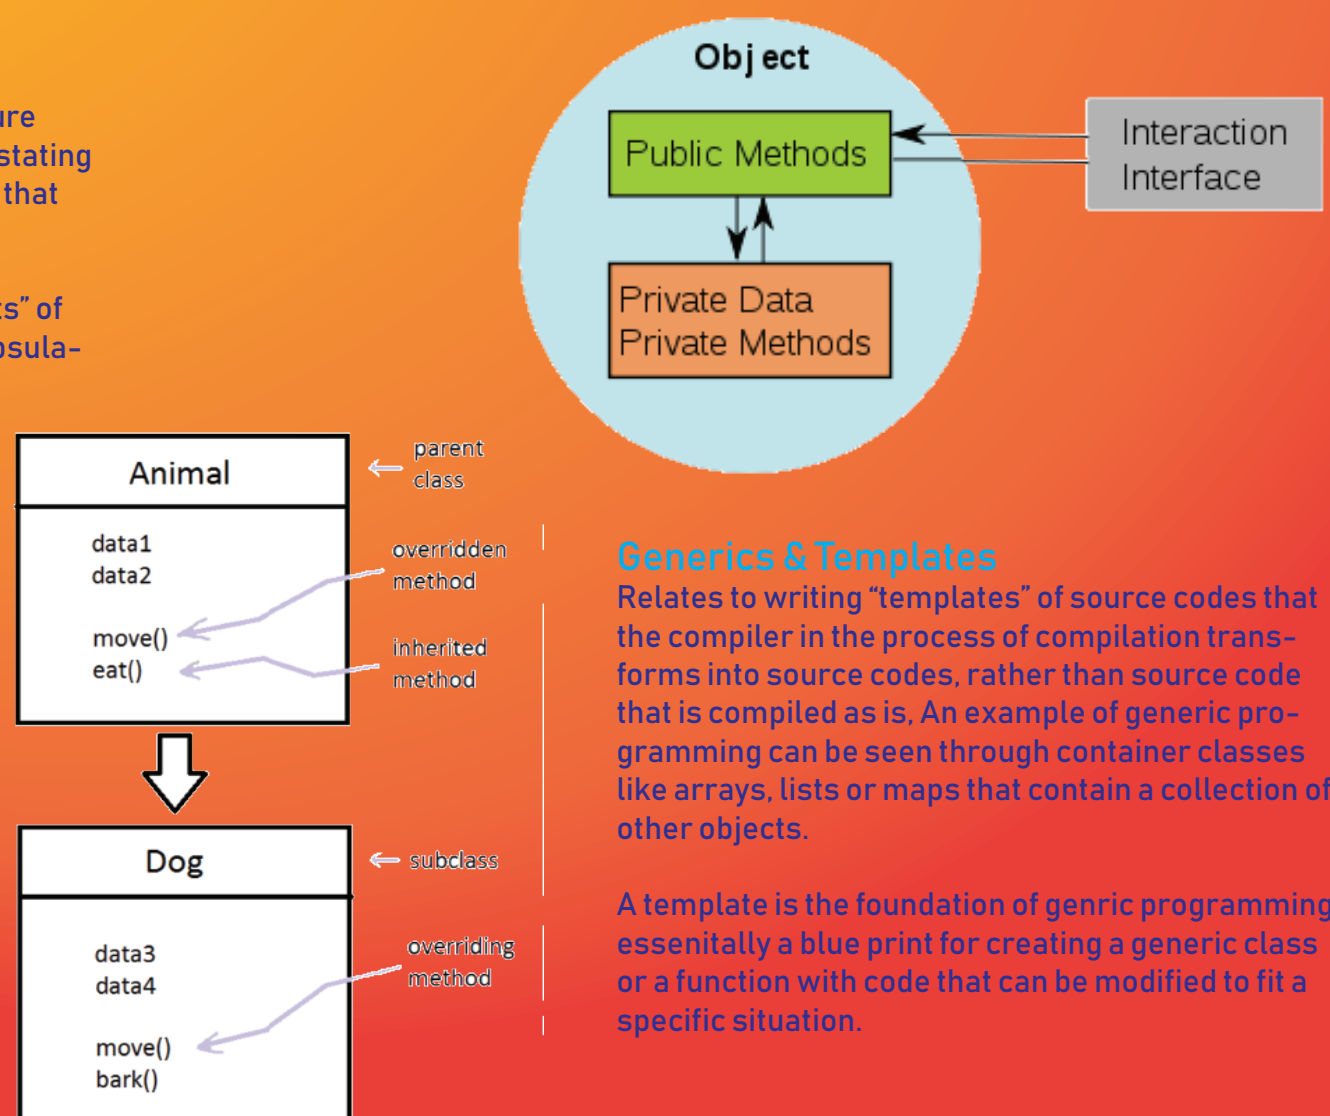 ure
stating
that
ts” of
psula-
Object
Public Methods
Private Data
Private Methods
Interaction
Interface
Animal
data1
data2
move()
eat()
parent
class
overridden
method
inherited
method
Dog
data3
data4
move()
bark()
subclass
overriding
method
Generics & Templates
Relates to writing “templates” of source codes that
the compiler in the process of compilation trans-
forms into source codes, rather than source code
that is compiled as is, An example of generic pro-
gramming can be seen through container classes
like arrays, lists or maps that contain a collection of
other objects.
A template is the foundation of genric programming
essenitally a blue print for creating a generic class
or a function with code that can be modified to fit a
specific situation.